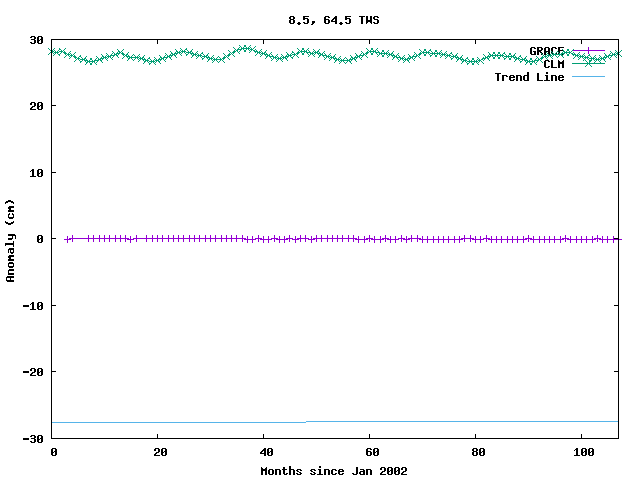 8.5, 64.5 TWS
30
20
10
0
-10
-20
-30
Anomaly (cm)
GRACE
CLM
Trend Line
0 20 40 60 80 100
Months since Jan 2002